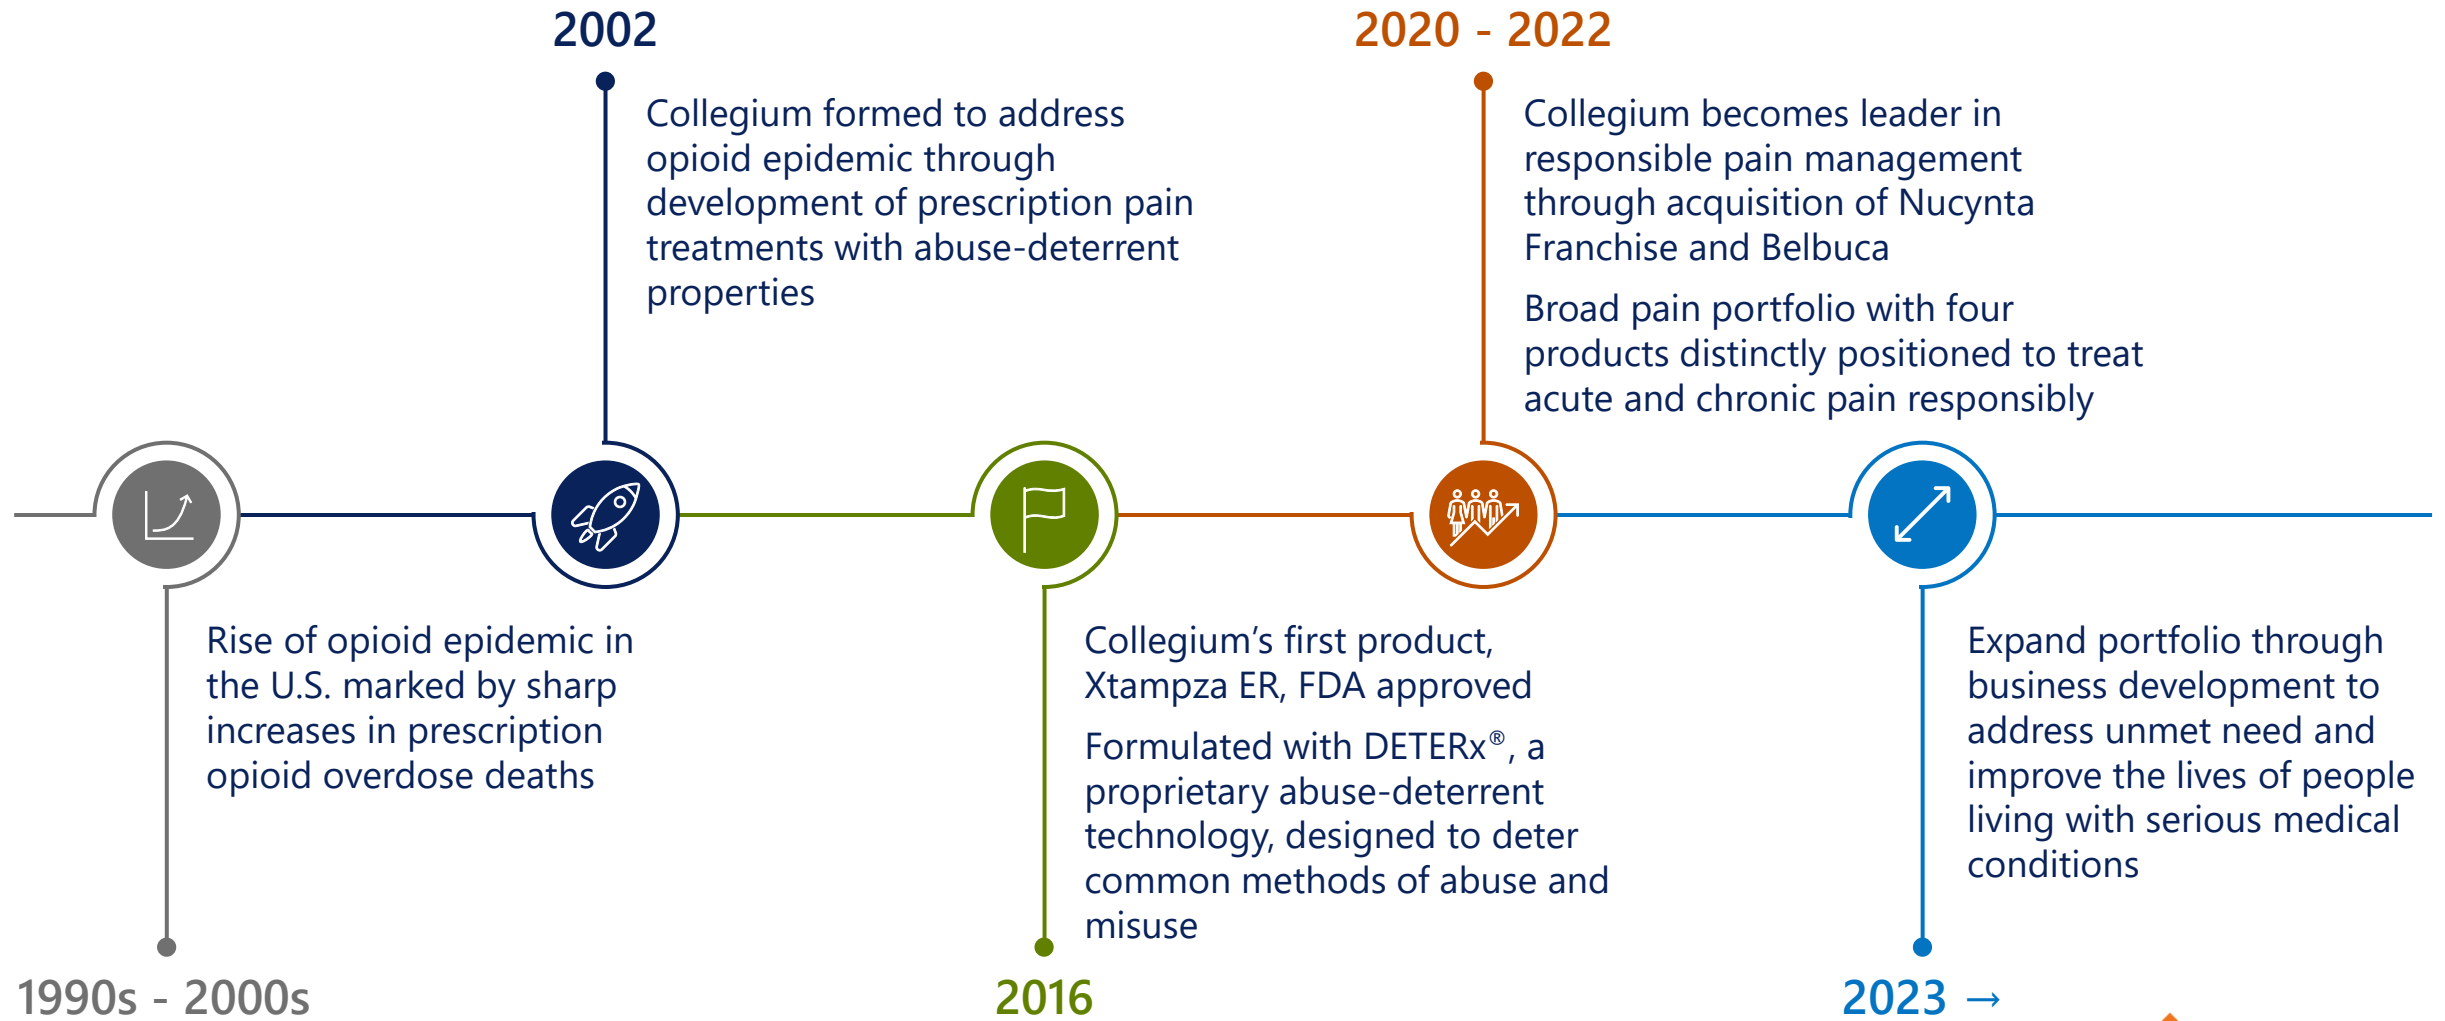 2002
Collegium formed to address
opioid epidemic through
development of prescription pain
treatments with abuse-deterrent
properties
2020 - 2022
Collegium becomes leader in
responsible pain management
through acquisition of Nucynta
Franchise and Belbuca
Broad pain portfolio with four
products distinctly positioned to treat
acute and chronic pain responsibly
Rise of opioid epidemic in
the U.S. marked by sharp
increases in prescription
opioid overdose deaths
1990s - 2000s
Collegium’s first product,
Xtampza ER, FDA approved
Formulated with DETERx®, a
proprietary abuse-deterrent
technology, designed to deter
common methods of abuse and
misuse
2016
Expand portfolio through
business development to
address unmet need and
improve the lives of people
living with serious medical
conditions
2023 →